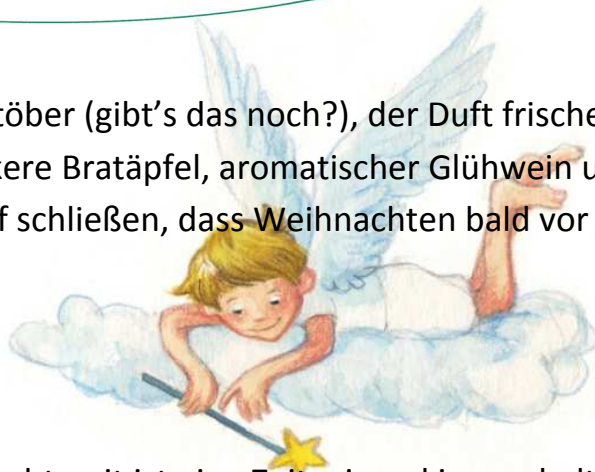 töber (gibt's das noch?), der Duft frische
kere Bratäpfel, aromatischer Glühwein u
f schließen, dass Weihnachten bald vor